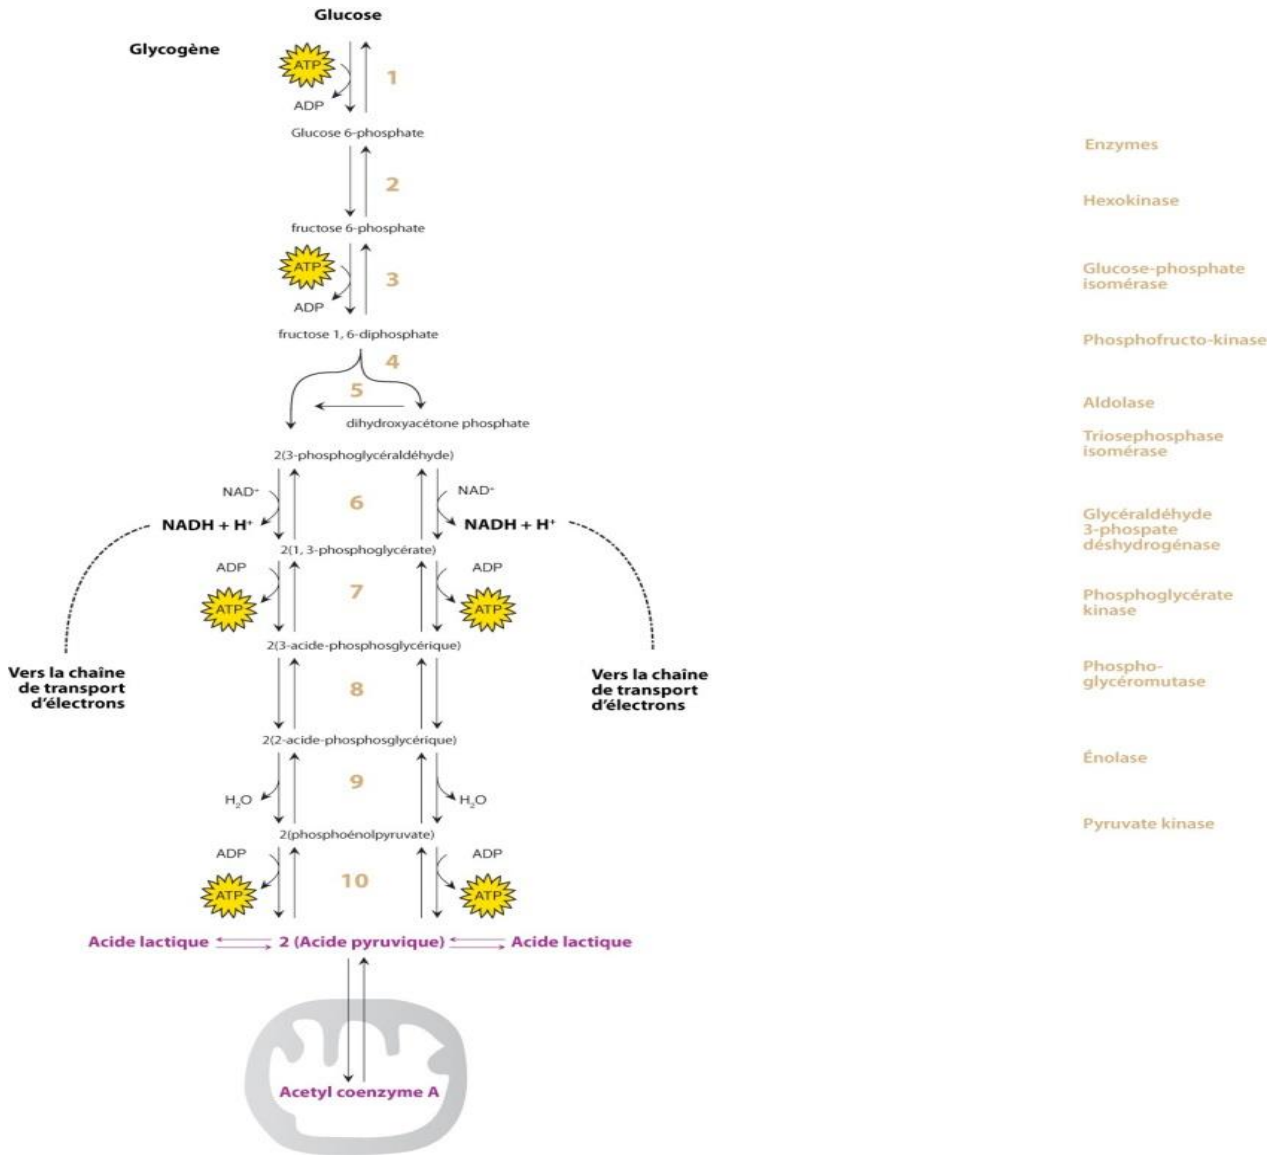 Glucose
Glycogène
ATP
1
ADP
Glucose 6-phosphate
2
fructose 6-phosphate
ATP
3
ADP
fructose 1, 6-diphosphate
4
5
dihydroxyacétone phosphate
2(3-phosphoglycéraldéhyde)
NAD⁺
6
NAD⁺
NADH + H⁺
NADH + H⁺
2(1, 3-phosphoglycérate)
ADP
7
ADP
ATP
ATP
2(3-acide-phosphosglycérique)
Vers la chaîne
de transport
d'électrons
8
Vers la chaîne
de transport
d'électrons
2(2-acide-phosphosglycérique)
9
H₂O
H₂O
2(phosphoénolpyruvate)
ADP
10
ADP
ATP
ATP
Acide lactique
2 (Acide pyruvique)
Acide lactique
Acetyl coenzyme A
Enzymes
Hexokinase
Glucose-phosphate
isomérase
Phosphofructo-kinase
Aldolase
Triosephosphase
isomérase
Glycéraldéhyde
3-phospate
déshydrogénase
Phosphoglycérate
kinase
Phospho-
glycéromutase
Énolase
Pyruvate kinase